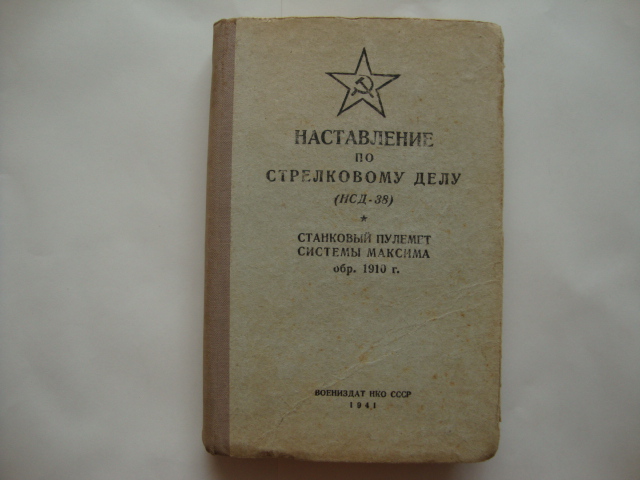 НАСТАВЛЕНИЕ
ПО
СТРЕЛКОВОМУ ДЕЛУ
(НСД-38)
*
СТАНКОВЫЙ ПУЛЕМЕТ
СИСТЕМЫ МАКСИМА
обр. 1910 г.
ВОЕНИЗДАТ НКО СССР
1941